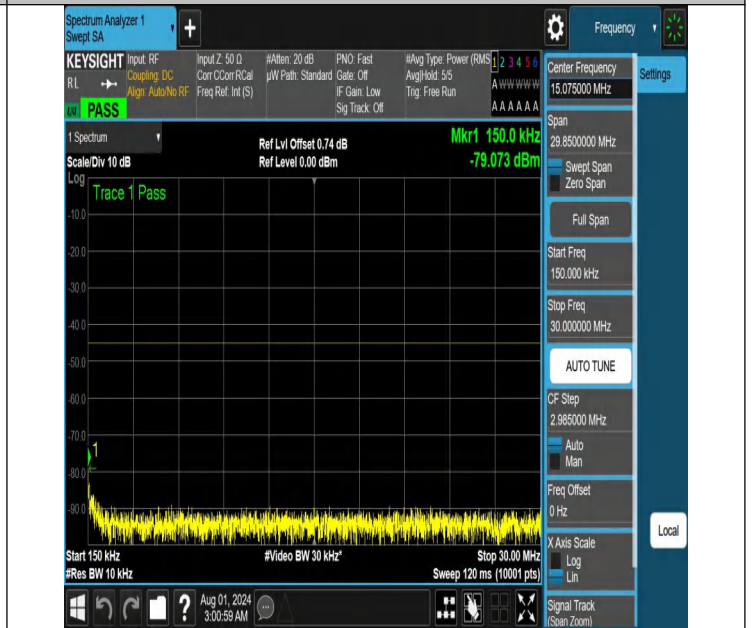 Spectrum Analyzer 1
Swept SA
+
Frequency
KEYSIGHT
RL
PASS
Input: RF
Coupling: DC
Align: Auto/No RF
Input Z: 50 Ω
Corr CCorr RCal
Freq Ref: Int (S)
#Atten: 20 dB
µW Path: Standard
PNO: Fast
Gate: Off
IF Gain: Low
Sig Track: Off
#Avg Type: Power (RMS
Avg|Hold: 5/5
Trig: Free Run
1 2 3 4 5 6
A W W W W W
A A A A A A
1 Spectrum
Scale/Div 10 dB
Ref Lvl Offset 0.74 dB
Ref Level 0.00 dBm
Mkr1 150.0 kHz
-79.073 dBm
Log
Trace 1 Pass
-10.0
-20.0
-30.0
-40.0
-50.0
-60.0
-70.0
1
-80.0
-90.0
Start 150 kHz
#Res BW 10 kHz
#Video BW 30 kHz*
Stop 30.00 MHz
Sweep 120 ms (10001 pts)
Aug 01, 2024
3:00:59 AM
?
Center Frequency
15.075000 MHz
Settings
Span
29.8500000 MHz
Swept Span
Zero Span
Full Span
Start Freq
150.000 kHz
Stop Freq
30.000000 MHz
AUTO TUNE
CF Step
2.985000 MHz
Auto
Man
Freq Offset
0 Hz
Local
X Axis Scale
Log
Lin
Signal Track
(Span Zoom)